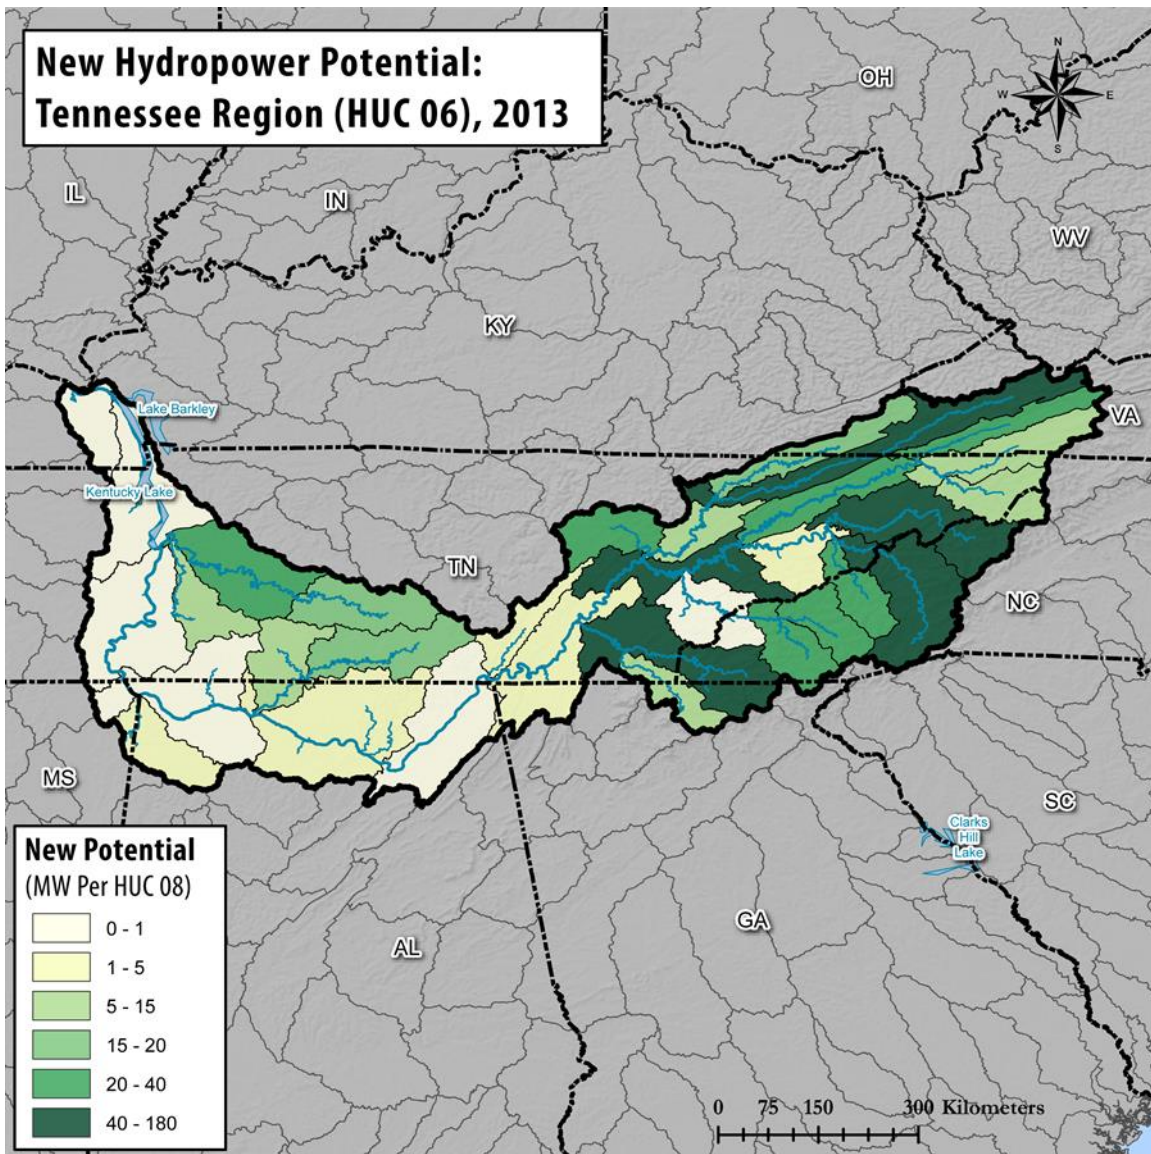 New Hydropower Potential:
Tennessee Region (HUC 06), 2013
N
W
E
S
OH
IL
IN
WV
KY
Lake Barkley
VA
Kentucky Lake
TN
NC
MS
SC
Clarks
Hill
Lake
GA
AL
New Potential
(MW Per HUC 08)
0 - 1
1 - 5
5 - 15
15 - 20
20 - 40
40 - 180
0 75 150 300 Kilometers